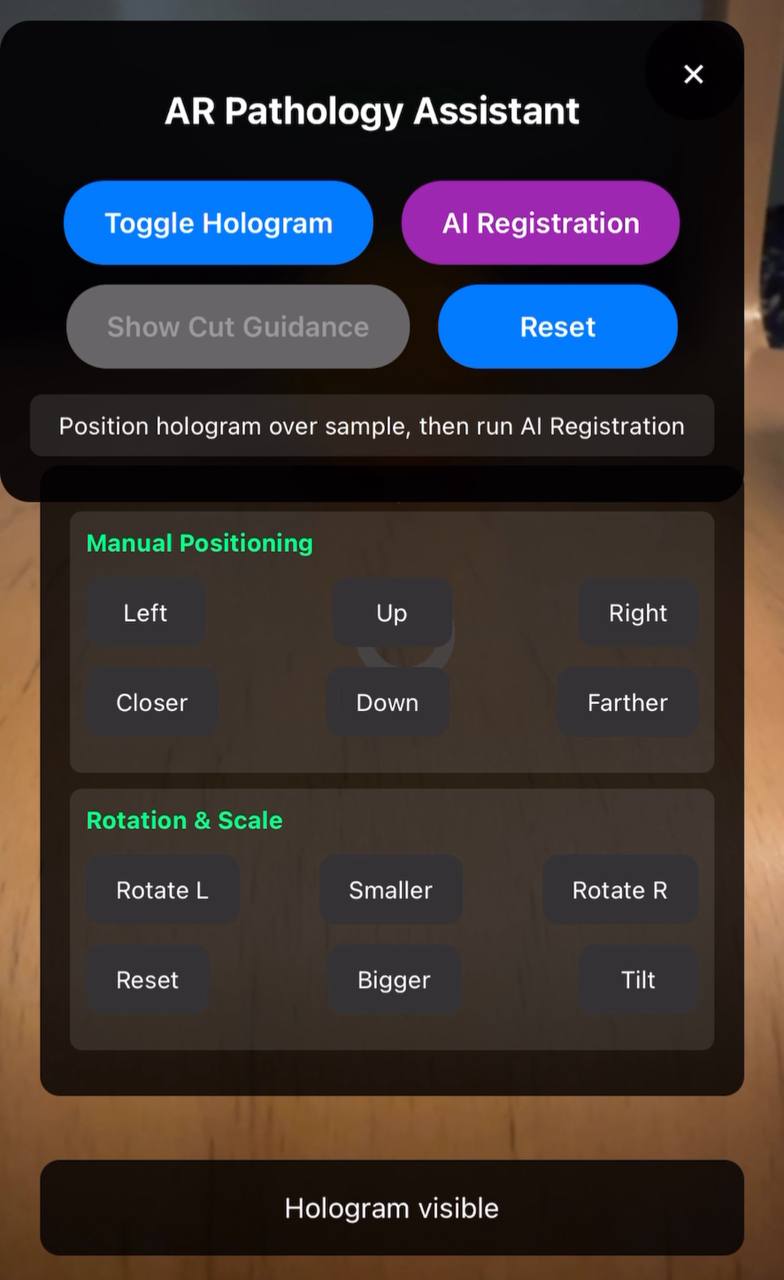 ×
AR Pathology Assistant
Toggle Hologram
AI Registration
Show Cut Guidance
Reset
Position hologram over sample, then run AI Registration
Manual Positioning
Left
Up
Right
Closer
Down
Farther
Rotation & Scale
Rotate L
Smaller
Rotate R
Reset
Bigger
Tilt
Hologram visible